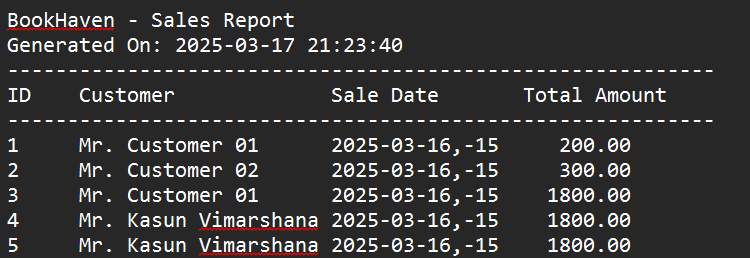 BookHaven - Sales Report
Generated On: 2025-03-17 21:23:40
-----------------------------------------------------------
ID    Customer             Sale Date       Total Amount
-----------------------------------------------------------
1     Mr. Customer 01      2025-03-16,-15     200.00
2     Mr. Customer 02      2025-03-16,-15     300.00
3     Mr. Customer 01      2025-03-16,-15    1800.00
4     Mr. Kasun Vimarshana 2025-03-16,-15    1800.00
5     Mr. Kasun Vimarshana 2025-03-16,-15    1800.00